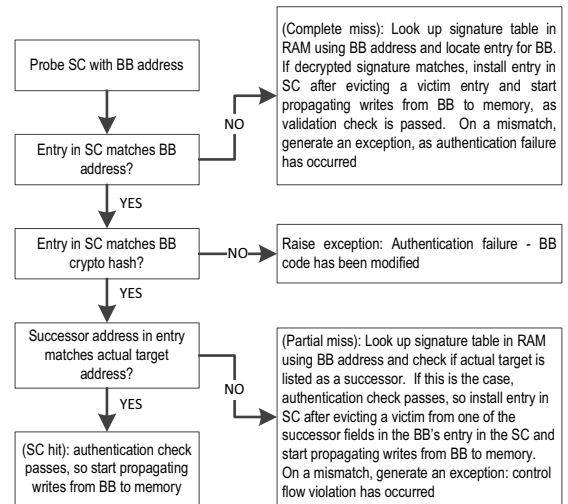 Probe SC with BB address
(Complete miss): Look up signature table in
RAM using BB address and locate entry for BB.
If decrypted signature matches, install entry in
SC after evicting a victim entry and start
propagating writes from BB to memory, as
validation check is passed. On a mismatch,
generate an exception, as authentication failure
has occurred
NO
Entry in SC matches BB
address?
YES
Entry in SC matches BB
crypto hash?
NO
Raise exception: Authentication failure - BB
code has been modified
YES
Successor address in entry
matches actual target
address?
NO
(Partial miss): Look up signature table in RAM
using BB address and check if actual target is
listed as a successor. If this is the case,
authentication check passes, so install entry in
SC after evicting a victim from one of the
successor fields in the BB's entry in the SC and
start propagating writes from BB to memory.
On a mismatch, generate an exception: control
flow violation has occurred
YES
(SC hit): authentication check
passes, so start propagating
writes from BB to memory